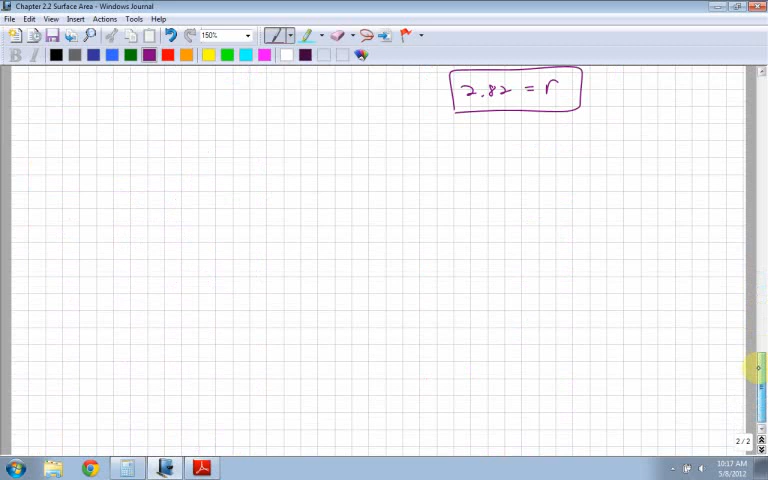 Chapter 2.2 Surface Area - Windows Journal
File Edit View Insert Actions Tools Help
150%
B I
2.82 = r
2 / 2
10:17 AM
5/8/2012